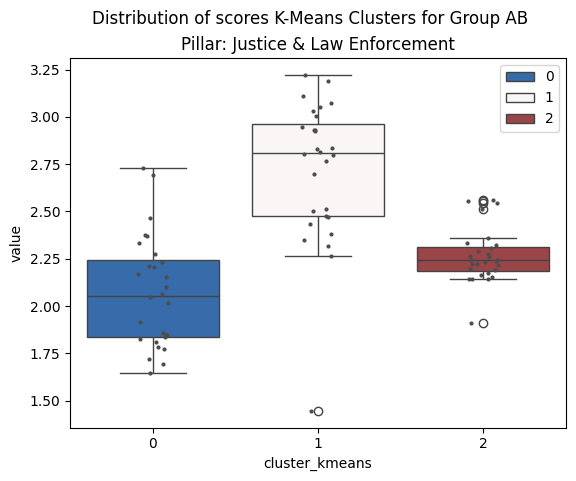 Distribution of scores K-Means Clusters for Group AB
Pillar: Justice & Law Enforcement
0
1
2
3.25
3.00
2.75
2.50
2.25
2.00
1.75
1.50
value
0 1 2
cluster_kmeans